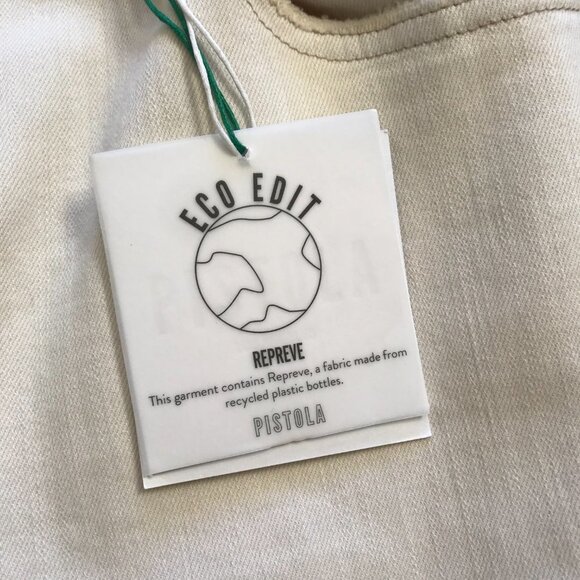 ECO EDIT
REPREVE
This garment contains Repreve, a fabric made from
recycled plastic bottles.
PISTOLA